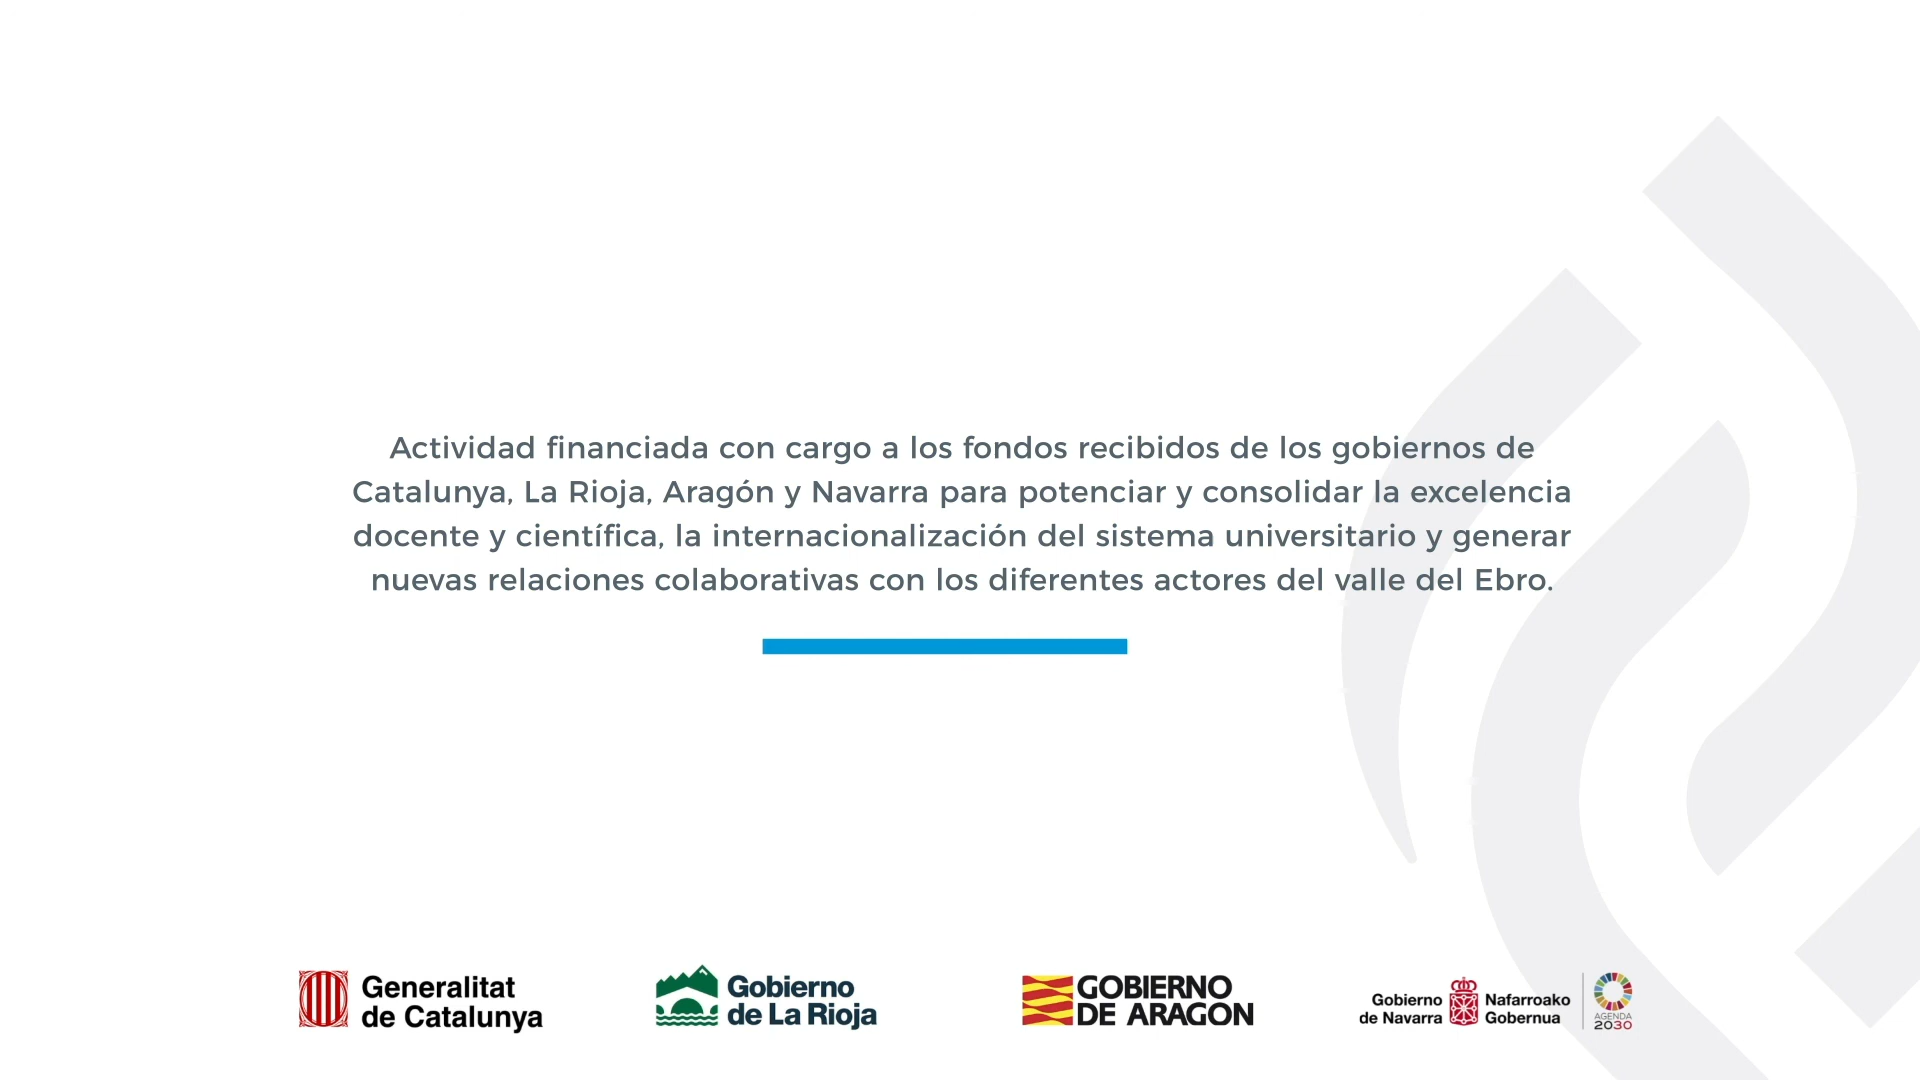 Actividad financiada con cargo a los fondos recibidos de los gobiernos de
Catalunya, La Rioja, Aragón y Navarra para potenciar y consolidar la excelencia
docente y científica, la internacionalización del sistema universitario y generar
nuevas relaciones colaborativas con los diferentes actores del valle del Ebro.
Generalitat
de Catalunya
Gobierno
de La Rioja
GOBIERNO
DE ARAGON
Gobierno
de Navarra
Nafarroako
Gobernua
AGENDA
2030